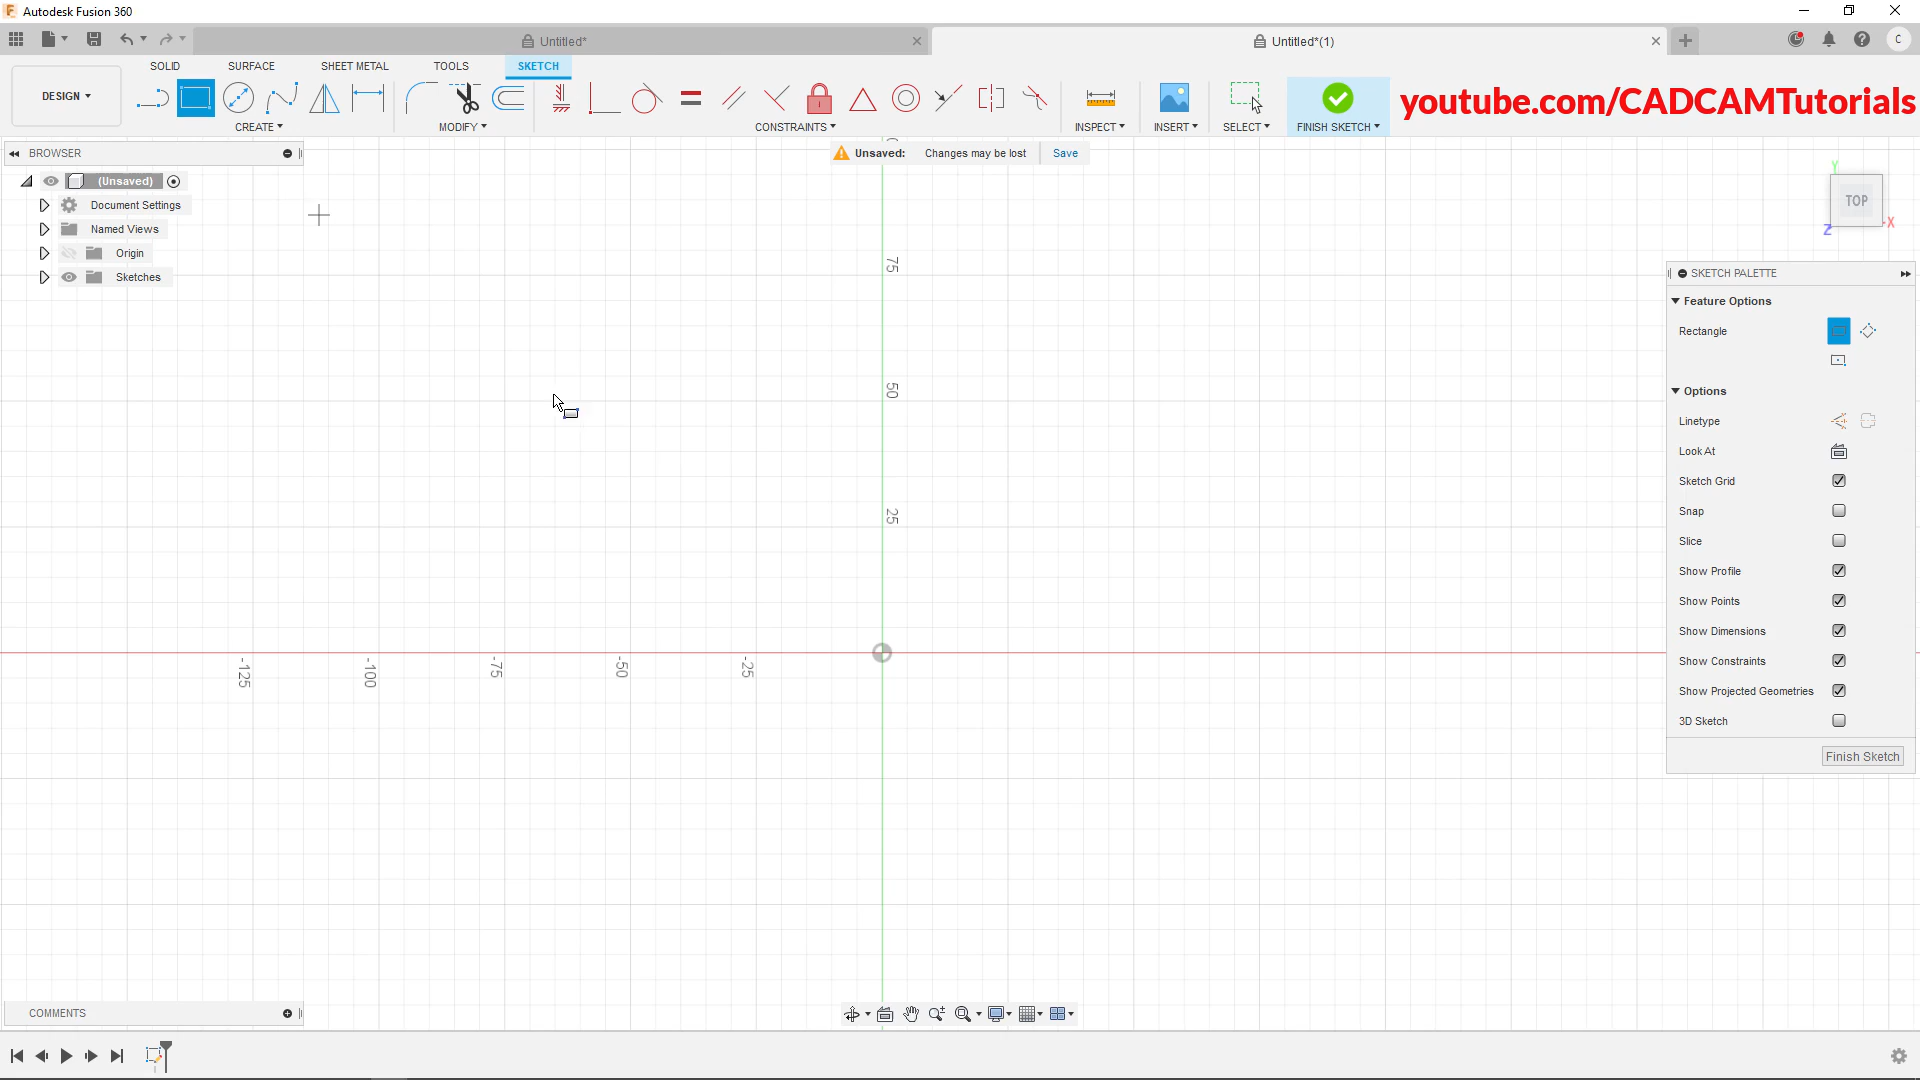 Autodesk Fusion 360
Untitled*
Untitled*(1)
C
DESIGN
SOLID
SURFACE
SHEET METAL
TOOLS
SKETCH
CREATE
MODIFY
CONSTRAINTS
INSPECT
INSERT
SELECT
FINISH SKETCH
youtube.com/CADCAMTutorials
BROWSER
Unsaved: Changes may be lost Save
(Unsaved)
Document Settings
Named Views
Origin
Sketches
Y
TOP
X
Z
75
50
25
-125
-100
-75
-50
-25
SKETCH PALETTE
Feature Options
Rectangle
Options
Linetype
Look At
Sketch Grid
Snap
Slice
Show Profile
Show Points
Show Dimensions
Show Constraints
Show Projected Geometries
3D Sketch
Finish Sketch
COMMENTS